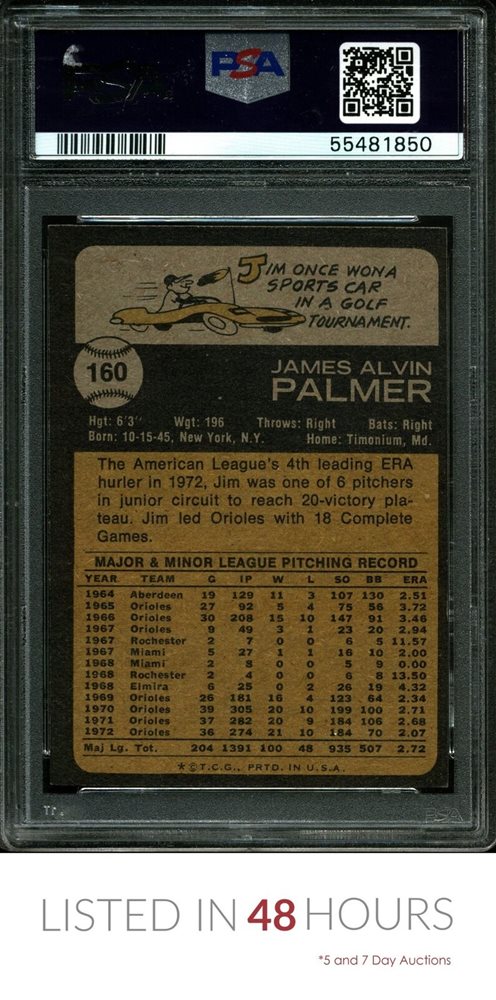 PSA
55481850
JIM ONCE WON A
SPORTS CAR
IN A GOLF
TOURNAMENT.
160
JAMES ALVIN
PALMER
Hgt: 6'3" Wgt: 196 Throws: Right Bats: Right
Born: 10-15-45, New York, N.Y. Home: Timonium, Md.
The American League's 4th leading ERA
hurler in 1972, Jim was one of 6 pitchers
in junior circuit to reach 20-victory pla-
teau. Jim led Orioles with 18 Complete
Games.
MAJOR & MINOR LEAGUE PITCHING RECORD
YEAR TEAM G IP W L SO BB ERA
1964 Aberdeen 19 129 11 3 107 130 2.51
1965 Orioles 27 92 5 4 75 56 3.72
1966 Orioles 30 208 15 10 147 91 3.46
1967 Orioles 9 49 3 1 23 20 2.94
1967 Rochester 2 7 0 0 6 5 11.57
1967 Miami 5 27 1 1 16 10 2.00
1968 Miami 2 8 0 0 5 9 0.00
1968 Rochester 2 4 0 0 6 8 13.50
1968 Elmira 6 25 0 2 26 19 4.32
1969 Orioles 26 181 16 4 123 64 2.34
1970 Orioles 39 305 20 10 199 100 2.71
1971 Orioles 37 282 20 9 184 106 2.68
1972 Orioles 36 274 21 10 184 70 2.07
Maj Lg. Tot. 204 1391 100 48 935 507 2.72
*©T.C.G., PRTD. IN U.S.A.
PSA
LISTED IN 48 HOURS
*5 and 7 Day Auctions